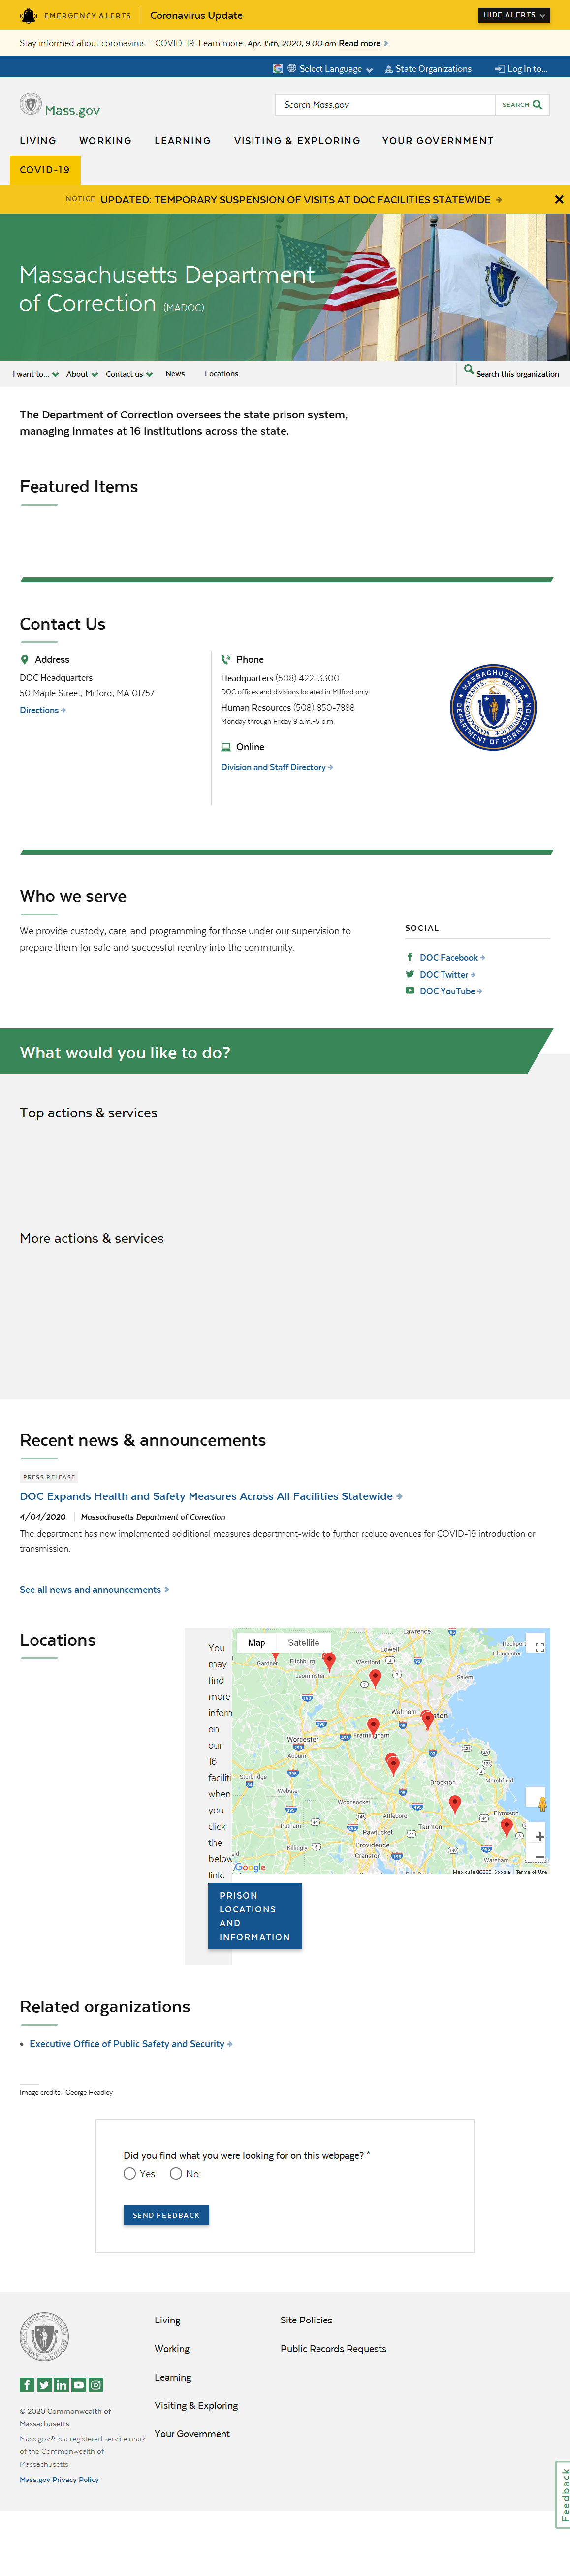 EMERGENCY ALERTS
Coronavirus Update
HIDE ALERTS
Stay informed about coronavirus - COVID-19. Learn more. Apr. 15th, 2020, 9:00 am Read more
Select Language
State Organizations
Log In to...
Mass.gov
Search Mass.gov
SEARCH
LIVING
WORKING
LEARNING
VISITING & EXPLORING
YOUR GOVERNMENT
COVID-19
NOTICE UPDATED: TEMPORARY SUSPENSION OF VISITS AT DOC FACILITIES STATEWIDE
Massachusetts Department
of Correction (MADOC)
I want to...
About
Contact us
News
Locations
Search this organization
The Department of Correction oversees the state prison system,
managing inmates at 16 institutions across the state.
Featured Items
Contact Us
Address
DOC Headquarters
50 Maple Street, Milford, MA 01757
Directions
Phone
Headquarters (508) 422-3300
DOC offices and divisions located in Milford only
Human Resources (508) 850-7888
Monday through Friday 9 a.m.-5 p.m.
Online
Division and Staff Directory
MASSACHUSETTS
DEPARTMENT OF CORRECTION
Who we serve
We provide custody, care, and programming for those under our supervision to
prepare them for safe and successful reentry into the community.
SOCIAL
DOC Facebook
DOC Twitter
DOC YouTube
What would you like to do?
Top actions & services
More actions & services
Recent news & announcements
PRESS RELEASE
DOC Expands Health and Safety Measures Across All Facilities Statewide
4/04/2020
Massachusetts Department of Correction
The department has now implemented additional measures department-wide to further reduce avenues for COVID-19 introduction or
transmission.
See all news and announcements
Locations
You
may
find
more
inform
on
our
16
faciliti
when
you
click
the
below
link.
PRISON
LOCATIONS
AND
INFORMATION
Map
Satellite
Lawrence
Rockport
Gloucester
Gardner
Fitchburg
Lowell
Leominster
Westford
Salem
Waltham
ston
Framingham
Worcester
Auburn
Sturbridge
Webster
Brockton
Marshfield
Woonsocket
Attleboro
Plymouth
Putnam
Pawtucket
Taunton
Killingly
Providence
Cranston
Wareham
Google
Map data ©2020 Google
Terms of Use
Related organizations
Executive Office of Public Safety and Security
Image credits: George Headley
Did you find what you were looking for on this webpage? *
Yes
No
SEND FEEDBACK
Living
Working
Learning
Visiting & Exploring
Your Government
Site Policies
Public Records Requests
© 2020 Commonwealth of
Massachusetts.
Mass.gov® is a registered service mark
of the Commonwealth of
Massachusetts.
Mass.gov Privacy Policy
Feedback